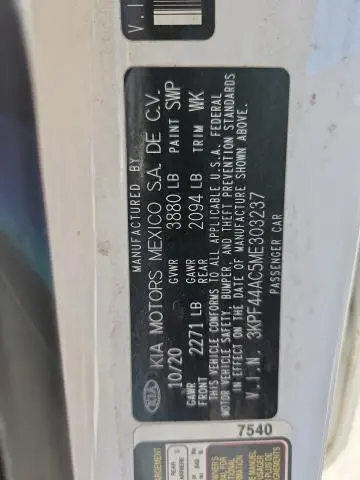 V.I
MANUFACTURED BY
KIA KIA MOTORS MEXICO S.A. DE C.V.
10/20 GVWR 3880 LB PAINT SWP
GAWR FRONT 2271 LB GAWR REAR 2094 LB TRIM WK
THIS VEHICLE CONFORMS TO ALL APPLICABLE U.S.A. FEDERAL
MOTOR VEHICLE SAFETY, BUMPER, AND THEFT PREVENTION STANDARDS
IN EFFECT ON THE DATE OF MANUFACTURE SHOWN ABOVE.
V.I.N. 3KPF44AC5ME303237
PASSENGER CAR
7540
REAR